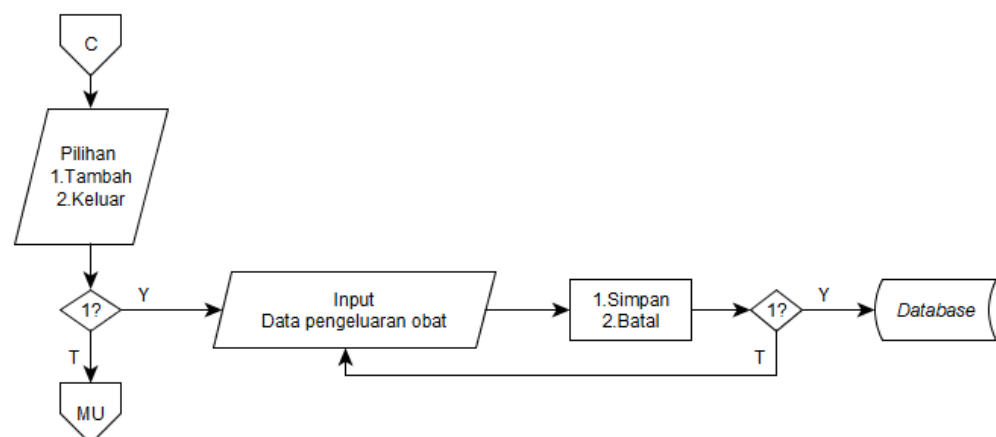 C
Pilihan
1.Tambah
2.Keluar
1?
Y
Input
Data pengeluaran obat
1.Simpan
2.Batal
1?
Y
Database
T
T
MU